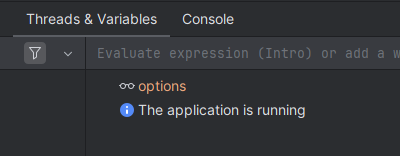 Threads & Variables Console
Evaluate expression (Intro) or add a w
options
The application is running